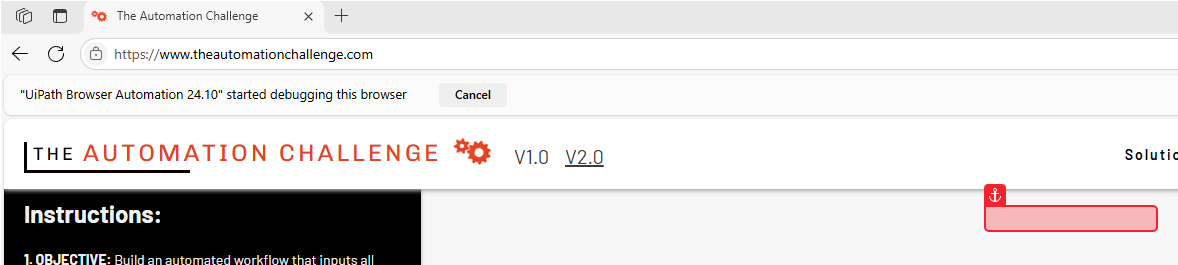 The Automation Challenge
https://www.theautomationchallenge.com
"UiPath Browser Automation 24.10" started debugging this browser Cancel
THE AUTOMATION CHALLENGE V1.0 V2.0 Solutio
Instructions:
1. OBJECTIVE: Build an automated workflow that inputs all